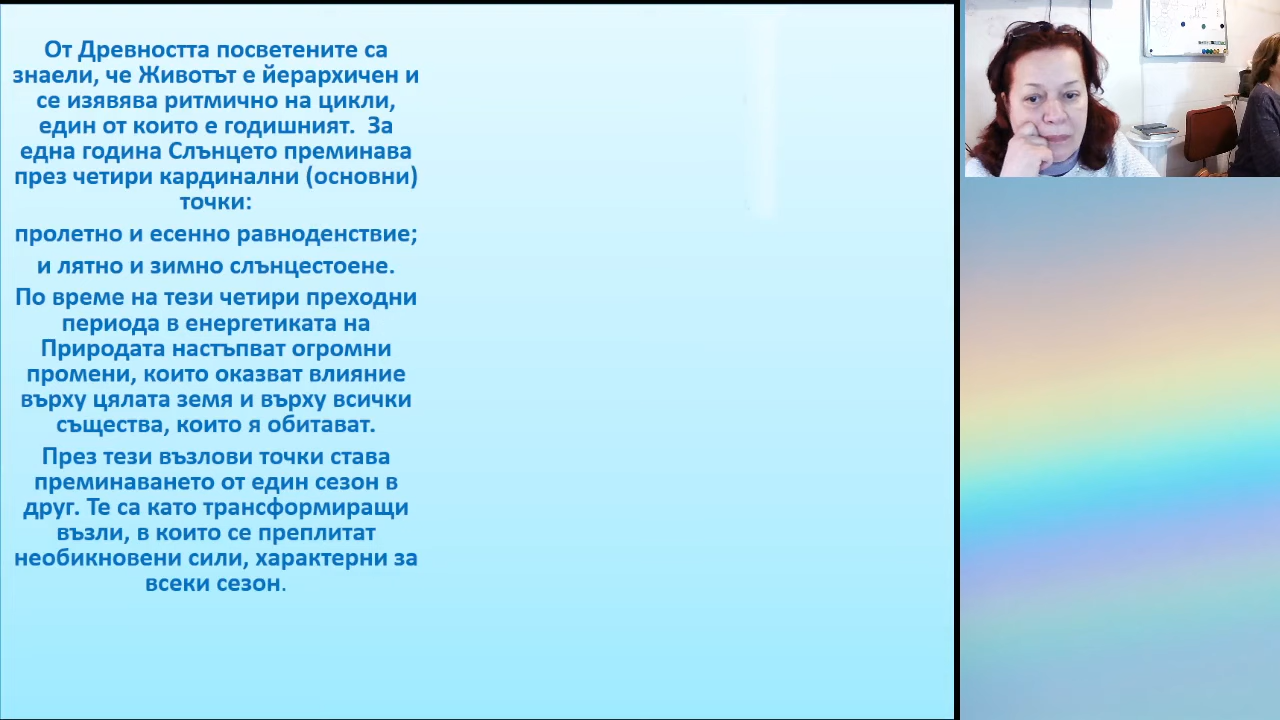 От Древността посветените са
знаели, че Животът е йерархичен и
се изявява ритмично на цикли,
един от които е годишният. За
една година Слънцето преминава
през четири кардинални (основни)
точки:
пролетно и есенно равноденствие;
и лятно и зимно слънцестоене.
По време на тези четири преходни
периода в енергетиката на
Природата настъпват огромни
промени, които оказват влияние
върху цялата земя и върху всички
същества, които я обитават.
През тези възлови точки става
преминаването от един сезон в
друг. Те са като трансформиращи
възли, в които се преплитат
необикновени сили, характерни за
всеки сезон.